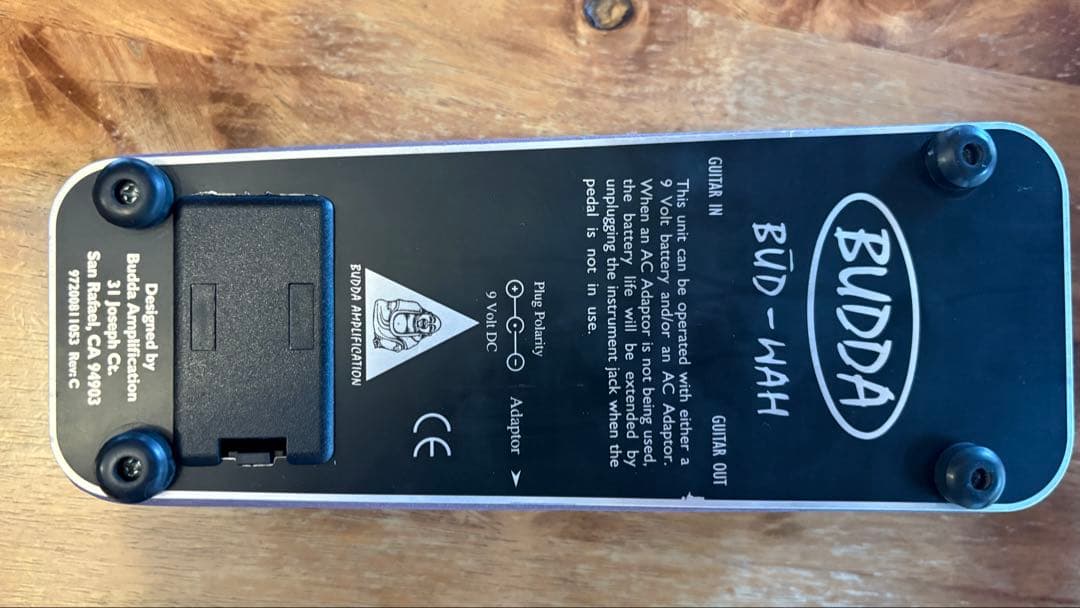 BUDDA
BŪD-WAH
GUITAR IN
GUITAR OUT
This unit can be operated with either a
9 Volt battery and/or an AC Adaptor.
When an AC Adaptor is not being used,
the battery life will be extended by
unplugging the instrument jack when the
pedal is not in use.
Plug Polarity
+ C -
9 Volt DC
Adaptor >
CE
BUDDA AMPLIFICATION
Designed by
Budda Amplification
31 Joseph Ct.
San Rafael, CA 94903
97200011053 Rev: C